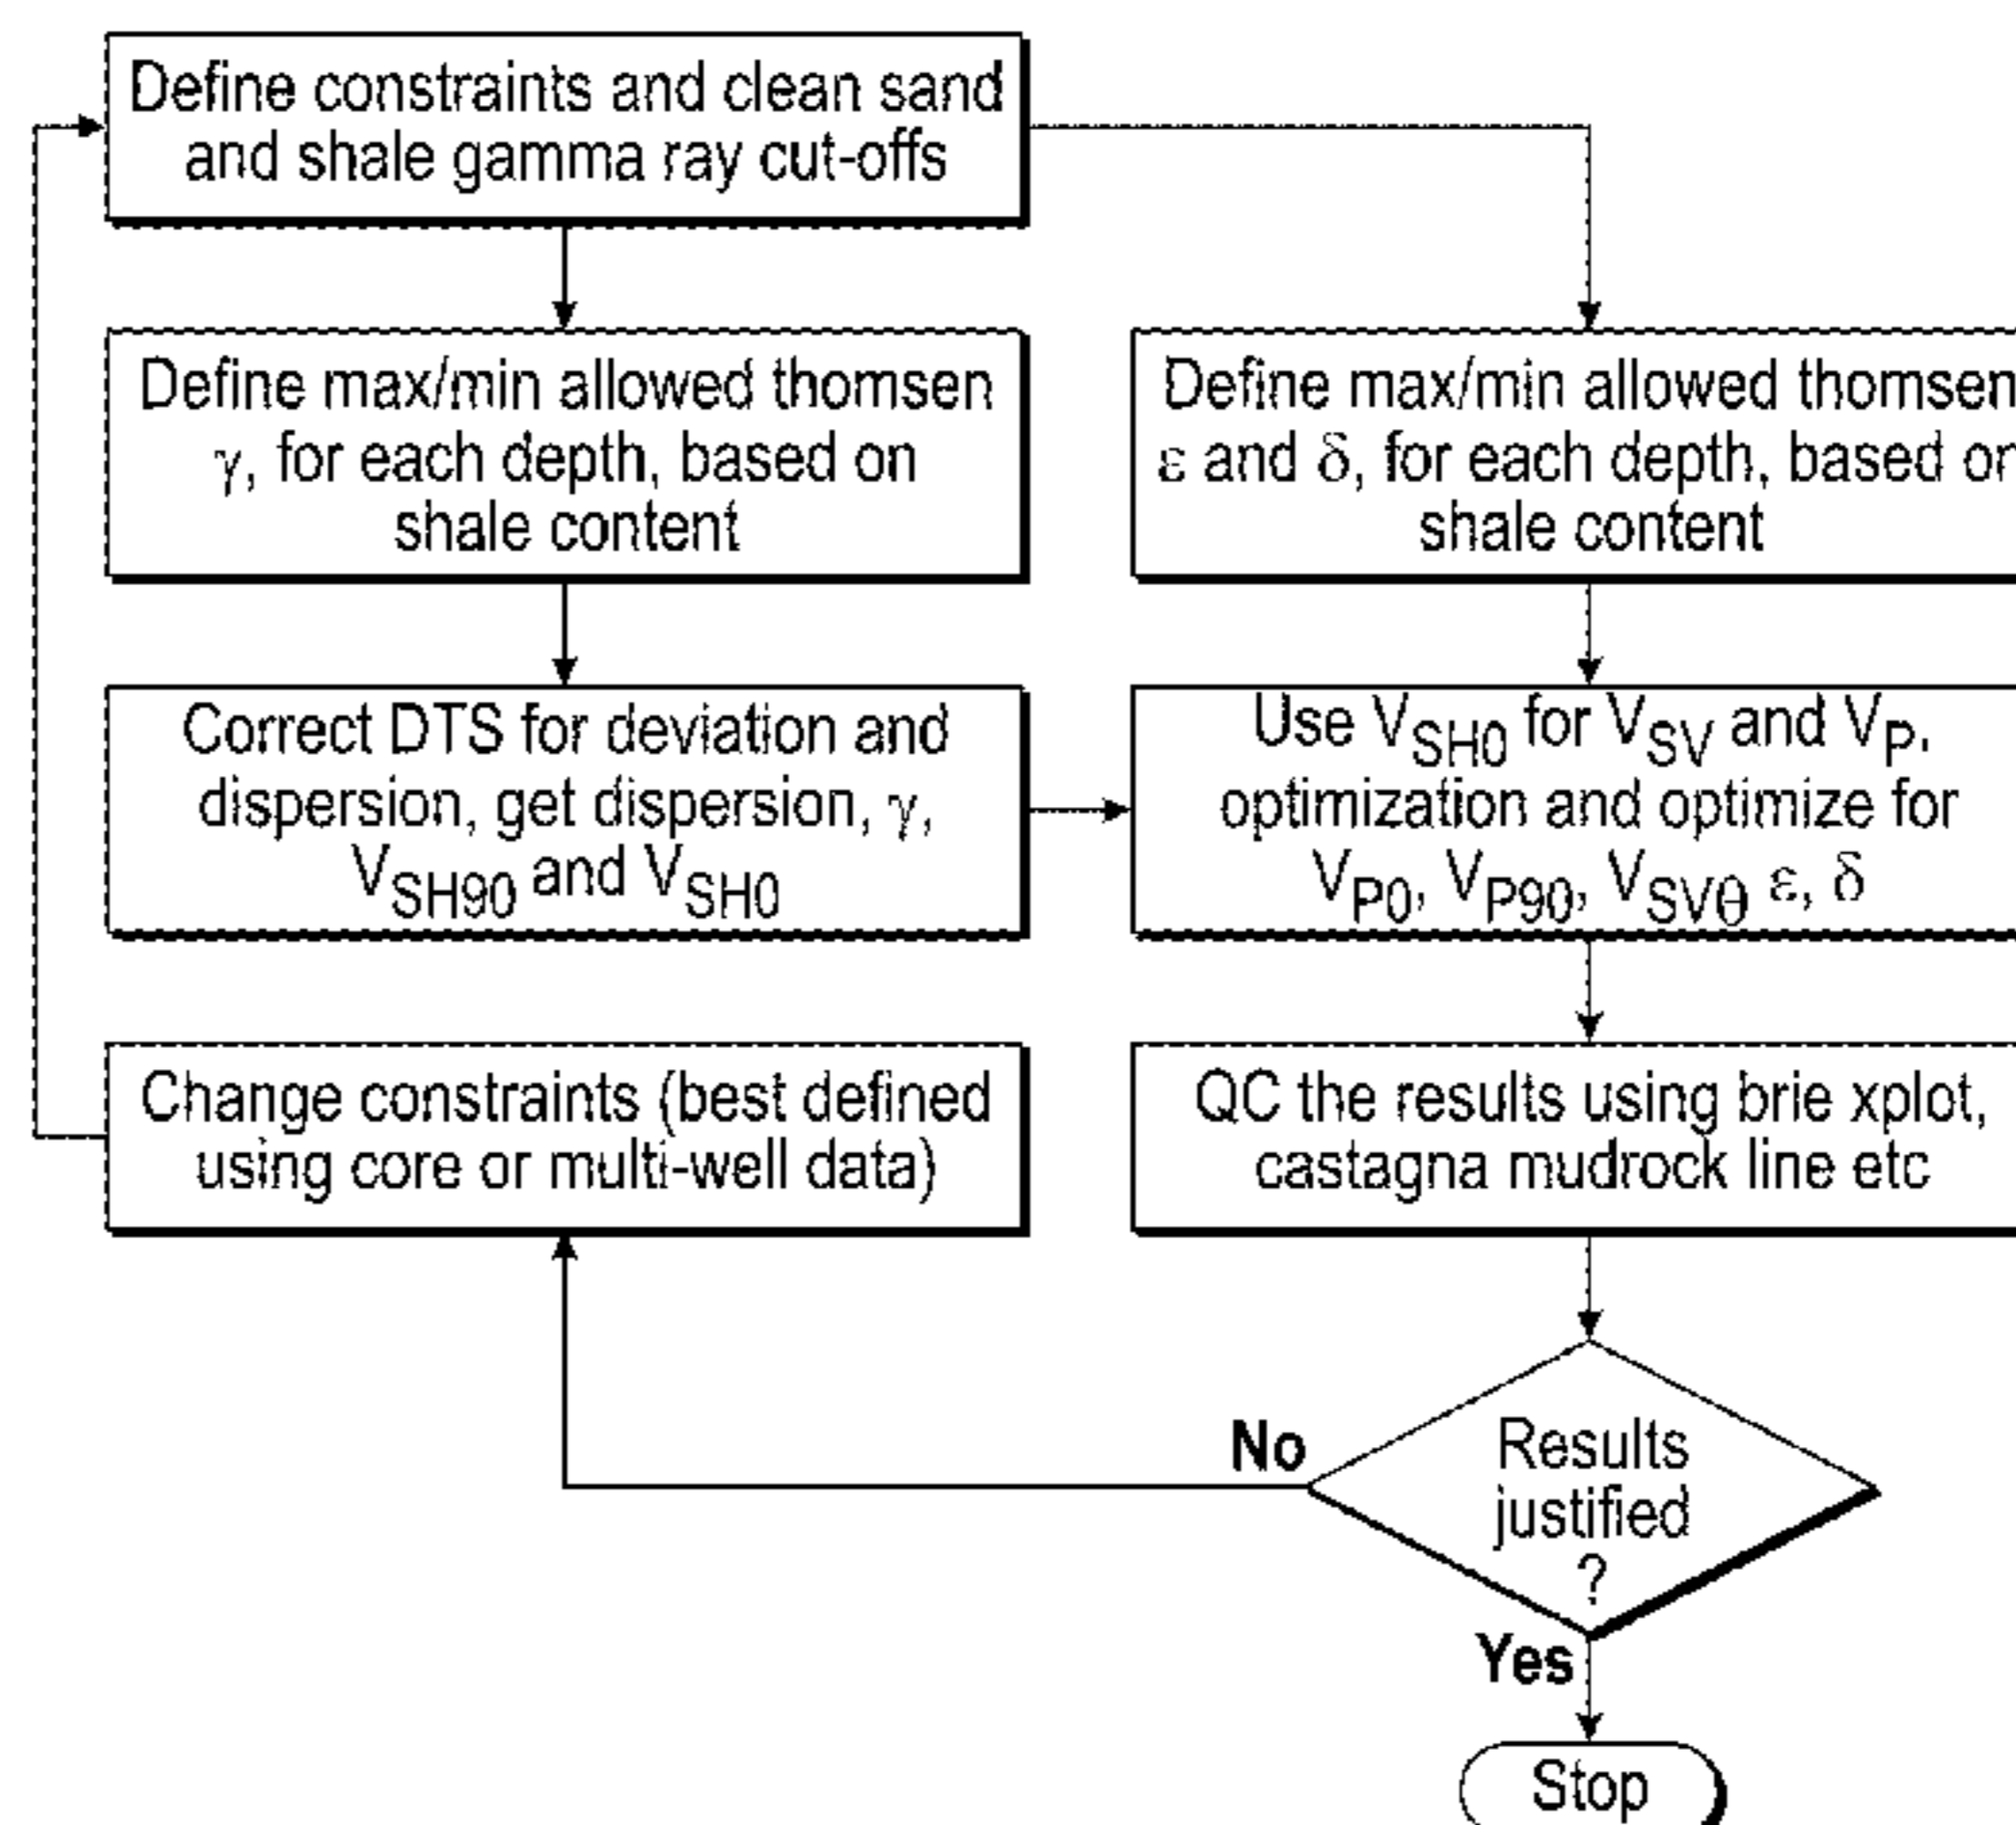 Define constraints and clean sand
and shale gamma ray cut-offs
Define max/min allowed thomsen
γ, for each depth, based on
shale content
Define max/min allowed thomsen
ε and δ, for each depth, based on
shale content
Correct DTS for deviation and
dispersion, get dispersion, γ,
VSH90 and VSH0
Use VSH0 for VSV and VP,
optimization and optimize for
VP0, VP90, VSVθ ε, δ
Change constraints (best defined
using core or multi-well data)
QC the results using brie xplot,
castagna mudrock line etc
No
Results
justified
?
Yes
Stop